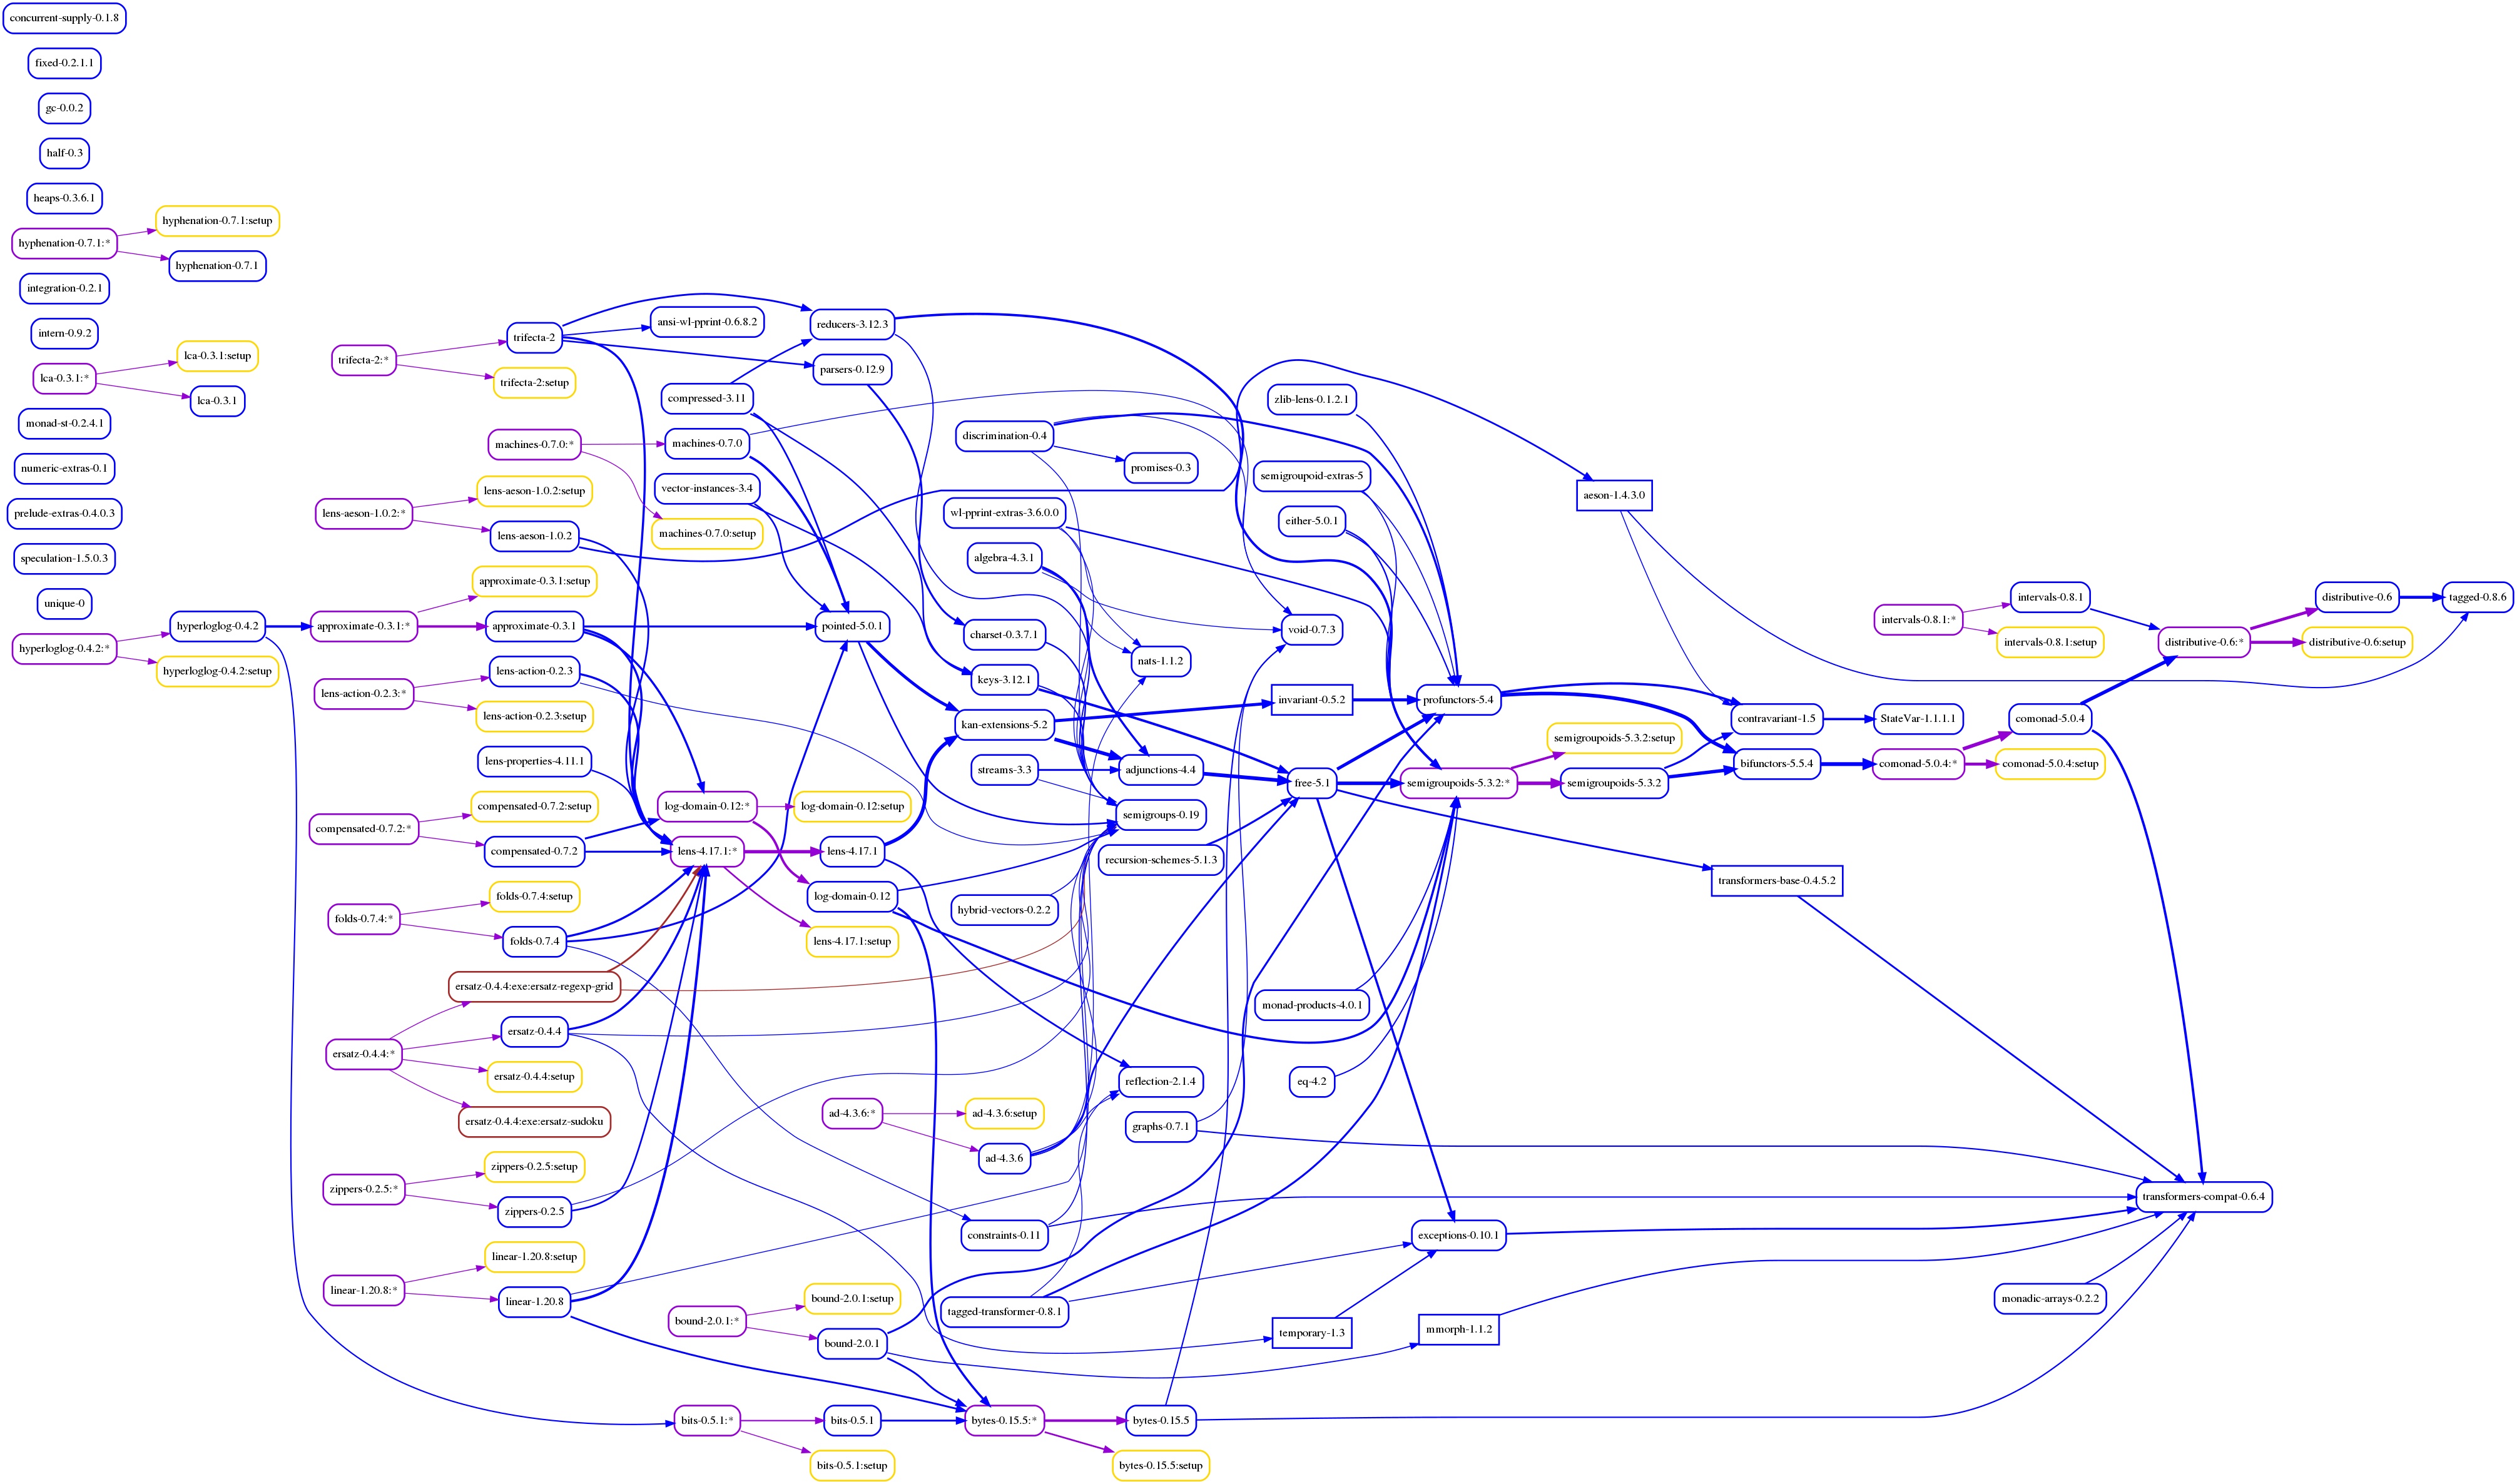 concurrent-supply-0.1.8
fixed-0.2.1.1
gc-0.0.2
half-0.3
heaps-0.3.6.1
hyphenation-0.7.1:*
hyphenation-0.7.1:setup
hyphenation-0.7.1
integration-0.2.1
intern-0.9.2
lca-0.3.1:*
lca-0.3.1:setup
lca-0.3.1
monad-st-0.2.4.1
numeric-extras-0.1
prelude-extras-0.4.0.3
speculation-1.5.0.3
unique-0
hyperloglog-0.4.2:*
hyperloglog-0.4.2
hyperloglog-0.4.2:setup
trifecta-2:*
lens-aeson-1.0.2:*
approximate-0.3.1:*
lens-action-0.2.3:*
compensated-0.7.2:*
folds-0.7.4:*
ersatz-0.4.4:*
zippers-0.2.5:*
linear-1.20.8:*
trifecta-2
trifecta-2:setup
machines-0.7.0:*
lens-aeson-1.0.2:setup
lens-aeson-1.0.2
approximate-0.3.1:setup
approximate-0.3.1
lens-action-0.2.3
lens-action-0.2.3:setup
lens-properties-4.11.1
compensated-0.7.2:setup
compensated-0.7.2
folds-0.7.4:setup
folds-0.7.4
ersatz-0.4.4:exe:ersatz-regexp-grid
ersatz-0.4.4
ersatz-0.4.4:setup
ersatz-0.4.4:exe:ersatz-sudoku
zippers-0.2.5:setup
zippers-0.2.5
linear-1.20.8:setup
linear-1.20.8
ansi-wl-pprint-0.6.8.2
compressed-3.11
machines-0.7.0
vector-instances-3.4
machines-0.7.0:setup
log-domain-0.12:*
lens-4.17.1:*
bound-2.0.1:*
bits-0.5.1:*
reducers-3.12.3
parsers-0.12.9
pointed-5.0.1
log-domain-0.12:setup
lens-4.17.1
log-domain-0.12
lens-4.17.1:setup
ad-4.3.6:*
bound-2.0.1:setup
bound-2.0.1
bits-0.5.1
bits-0.5.1:setup
discrimination-0.4
wl-pprint-extras-3.6.0.0
algebra-4.3.1
charset-0.3.7.1
keys-3.12.1
kan-extensions-5.2
streams-3.3
hybrid-vectors-0.2.2
ad-4.3.6:setup
ad-4.3.6
constraints-0.11
tagged-transformer-0.8.1
bytes-0.15.5:*
promises-0.3
nats-1.1.2
adjunctions-4.4
semigroups-0.19
recursion-schemes-5.1.3
reflection-2.1.4
graphs-0.7.1
bytes-0.15.5
bytes-0.15.5:setup
zlib-lens-0.1.2.1
semigroupoid-extras-5
either-5.0.1
void-0.7.3
invariant-0.5.2
free-5.1
monad-products-4.0.1
eq-4.2
temporary-1.3
profunctors-5.4
semigroupoids-5.3.2:*
exceptions-0.10.1
mmorph-1.1.2
aeson-1.4.3.0
semigroupoids-5.3.2:setup
semigroupoids-5.3.2
contravariant-1.5
bifunctors-5.5.4
transformers-base-0.4.5.2
intervals-0.8.1:*
StateVar-1.1.1.1
comonad-5.0.4:*
intervals-0.8.1
intervals-0.8.1:setup
comonad-5.0.4
comonad-5.0.4:setup
monadic-arrays-0.2.2
distributive-0.6:*
transformers-compat-0.6.4
distributive-0.6
distributive-0.6:setup
tagged-0.8.6